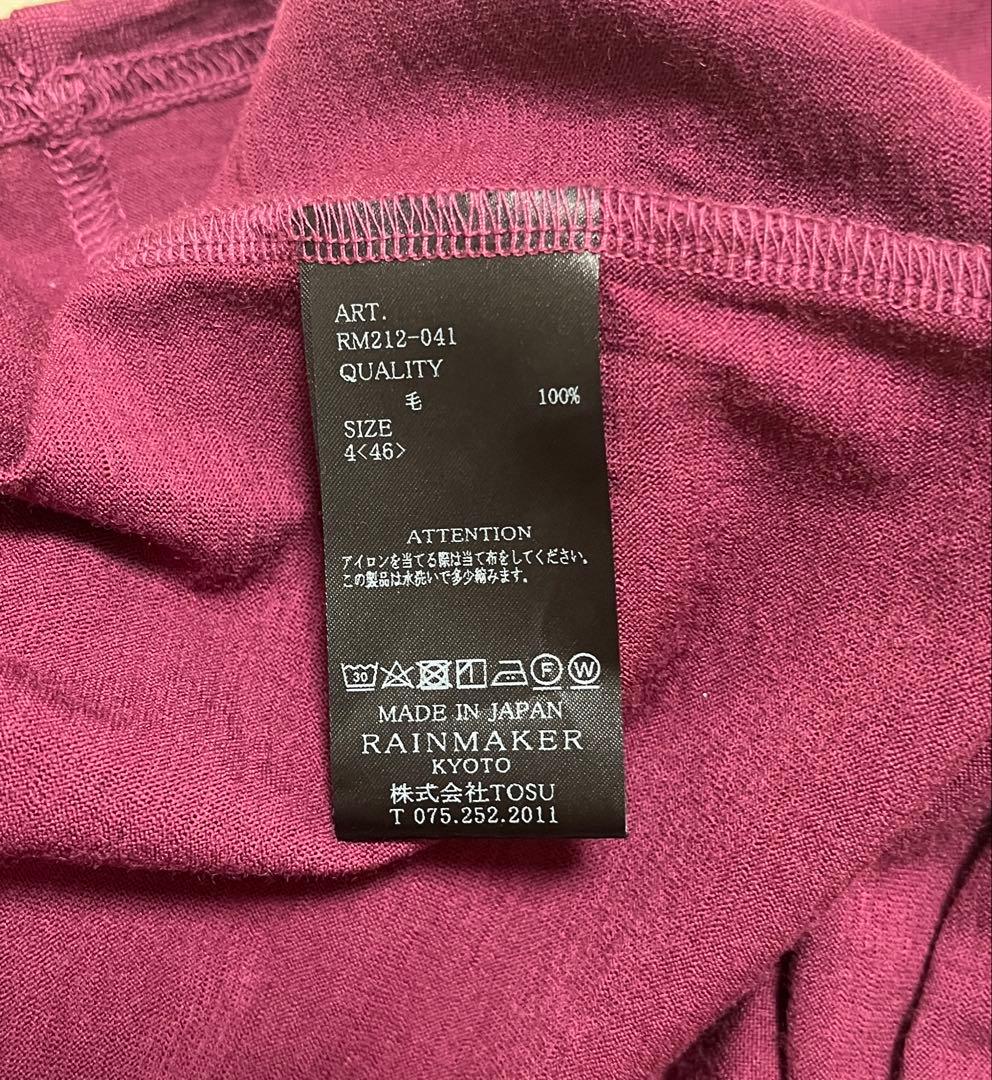 ART.
RM212-041
QUALITY
毛 100%
SIZE
4<46>
ATTENTION
アイロンを当てる際は当て布をしてください。
この製品は水洗いで多少縮みます。
30 F W
MADE IN JAPAN
RAINMAKER
KYOTO
株式会社TOSU
T 075.252.2011